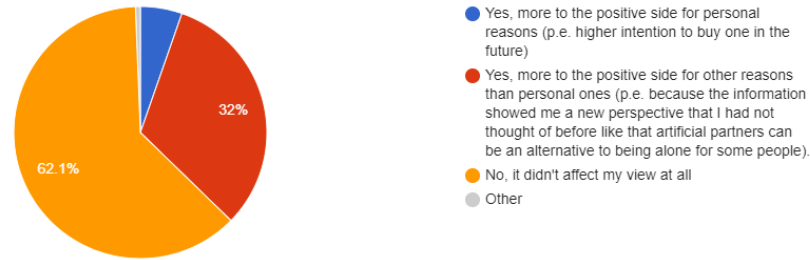 Yes, more to the positive side for personal
reasons (p.e. higher intention to buy one in the
future)
32%
62.1%
Yes, more to the positive side for other reasons
than personal ones (p.e. because the information
showed me a new perspective that I had not
thought of before like that artificial partners can
be an alternative to being alone for some people).
No, it didn't affect my view at all
Other